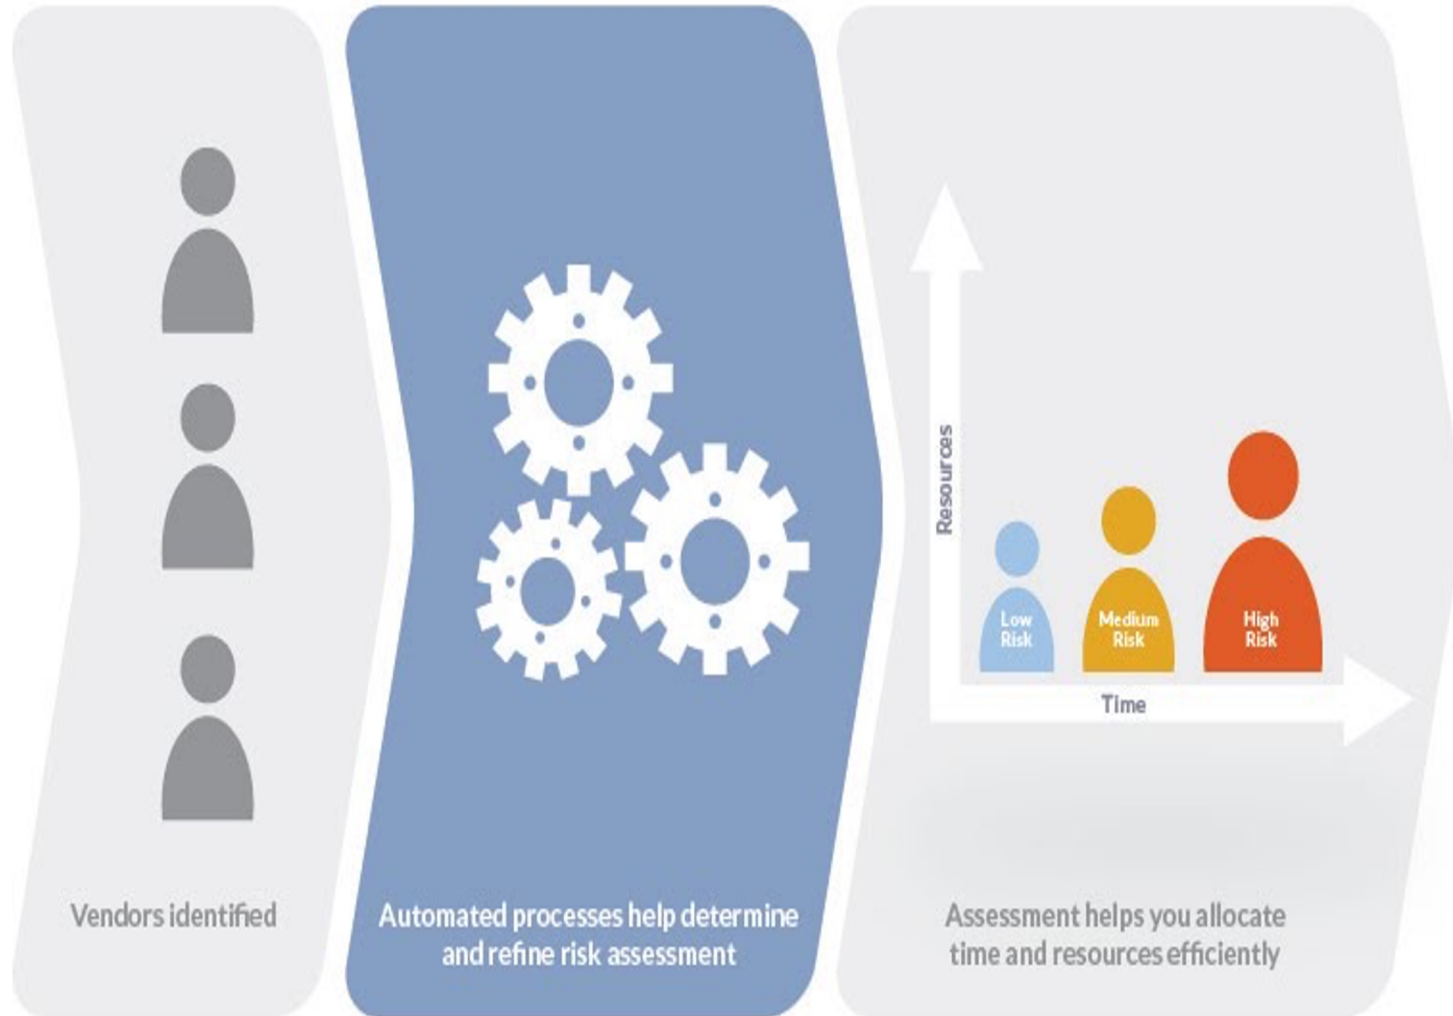 Vendors identified
Automated processes help determine
and refine risk assessment
Resources
Low
Risk
Medium
Risk
High
Risk
Time
Assessment helps you allocate
time and resources efficiently